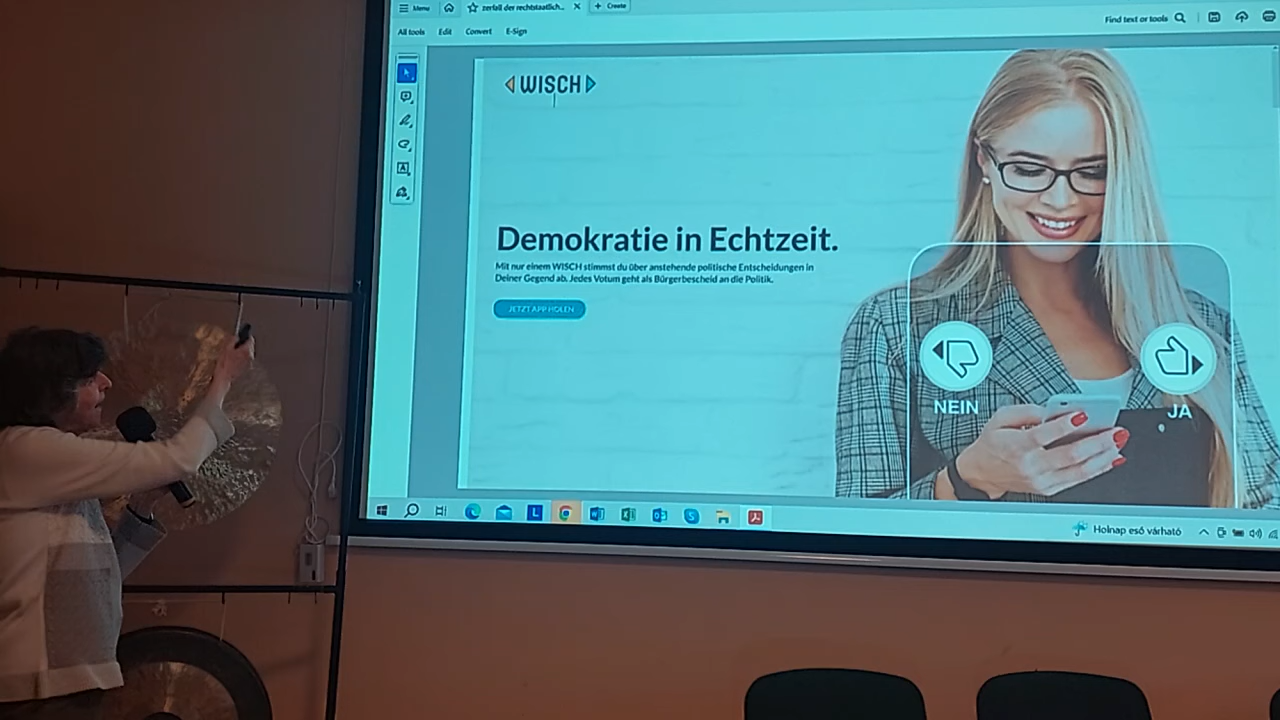 Menu
zerfall der rechtstaatlich...
+ Create
All tools Edit Convert E-Sign
Find text or tools
WISCH
Demokratie in Echtzeit.
Mit nur einem WISCH stimmst du über anstehende politische Entscheidungen in
Deiner Gegend ab. Jedes Votum geht als Bürgerbescheid an die Politik.
JETZT APP HOLEN
NEIN
JA
Holnap eső várható